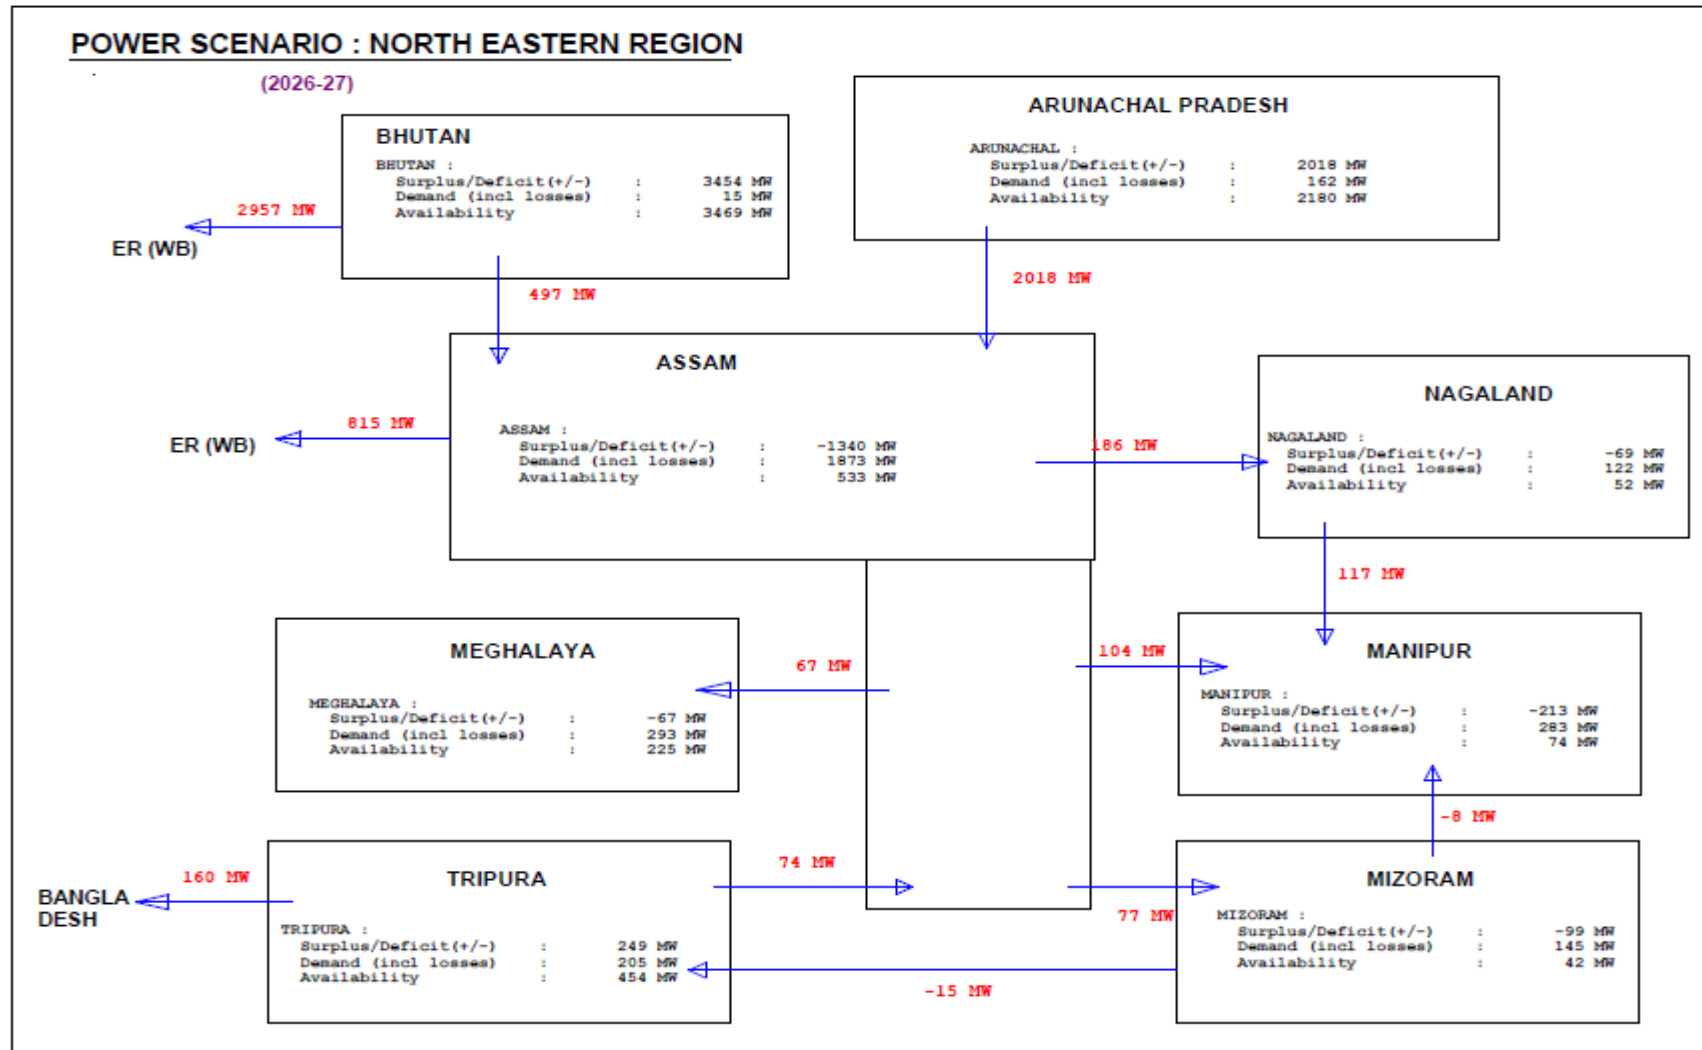 POWER SCENARIO : NORTH EASTERN REGION
(2026-27)
BHUTAN
BHUTAN :
Surplus/Deficit(+/-) : 3454 MW
Demand (incl losses) : 15 MW
Availability : 3469 MW
2957 MW
ER (WB)
497 MW
ARUNACHAL PRADESH
ARUNACHAL :
Surplus/Deficit(+/-) : 2018 MW
Demand (incl losses) : 162 MW
Availability : 2180 MW
2018 MW
ASSAM
ASSAM :
Surplus/Deficit(+/-) : -1340 MW
Demand (incl losses) : 1873 MW
Availability : 533 MW
815 MW
ER (WB)
186 MW
NAGALAND
NAGALAND :
Surplus/Deficit(+/-) : -69 MW
Demand (incl losses) : 122 MW
Availability : 52 MW
117 MW
MEGHALAYA
MEGHALAYA :
Surplus/Deficit(+/-) : -67 MW
Demand (incl losses) : 293 MW
Availability : 225 MW
67 MW
104 MW
MANIPUR
MANIPUR :
Surplus/Deficit(+/-) : -213 MW
Demand (incl losses) : 283 MW
Availability : 74 MW
-8 MW
160 MW
BANGLA
DESH
TRIPURA
TRIPURA :
Surplus/Deficit(+/-) : 249 MW
Demand (incl losses) : 205 MW
Availability : 454 MW
74 MW
77 MW
-15 MW
MIZORAM
MIZORAM :
Surplus/Deficit(+/-) : -99 MW
Demand (incl losses) : 145 MW
Availability : 42 MW